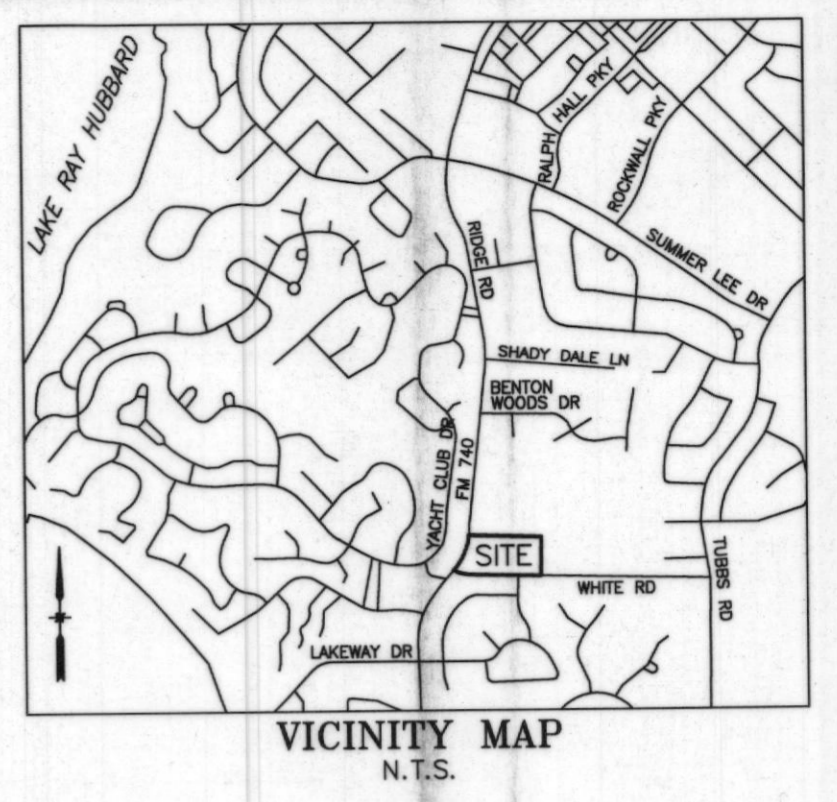 LAKE RAY HUBBARD
RALPH HALL PKY
ROCKWALL PKY
SUMMER LEE DR
RIDGE RD
SHADY DALE LN
BENTON
WOODS DR
YACHT CLUB DR
FM 740
SITE
WHITE RD
TUBBS RD
LAKEWAY DR
VICINITY MAP
N.T.S.